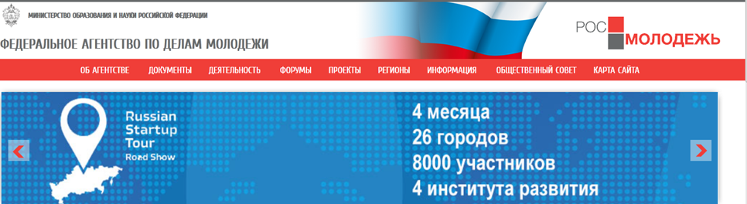 МИНИСТЕРСТВО ОБРАЗОВАНИЯ И НАУКИ РОССИЙСКОЙ ФЕДЕРАЦИИ
ФЕДЕРАЛЬНОЕ АГЕНТСТВО ПО ДЕЛАМ МОЛОДЕЖИ
РОС
МОЛОДЕЖЬ
ОБ АГЕНТСТВЕ ДОКУМЕНТЫ ДЕЯТЕЛЬНОСТЬ ФОРУМЫ ПРОЕКТЫ РЕГИОНЫ ИНФОРМАЦИЯ ОБЩЕСТВЕННЫЙ СОВЕТ КАРТА САЙТА
Russian
Startup
Tour
Road Show
4 месяца
26 городов
8000 участников
4 института развития